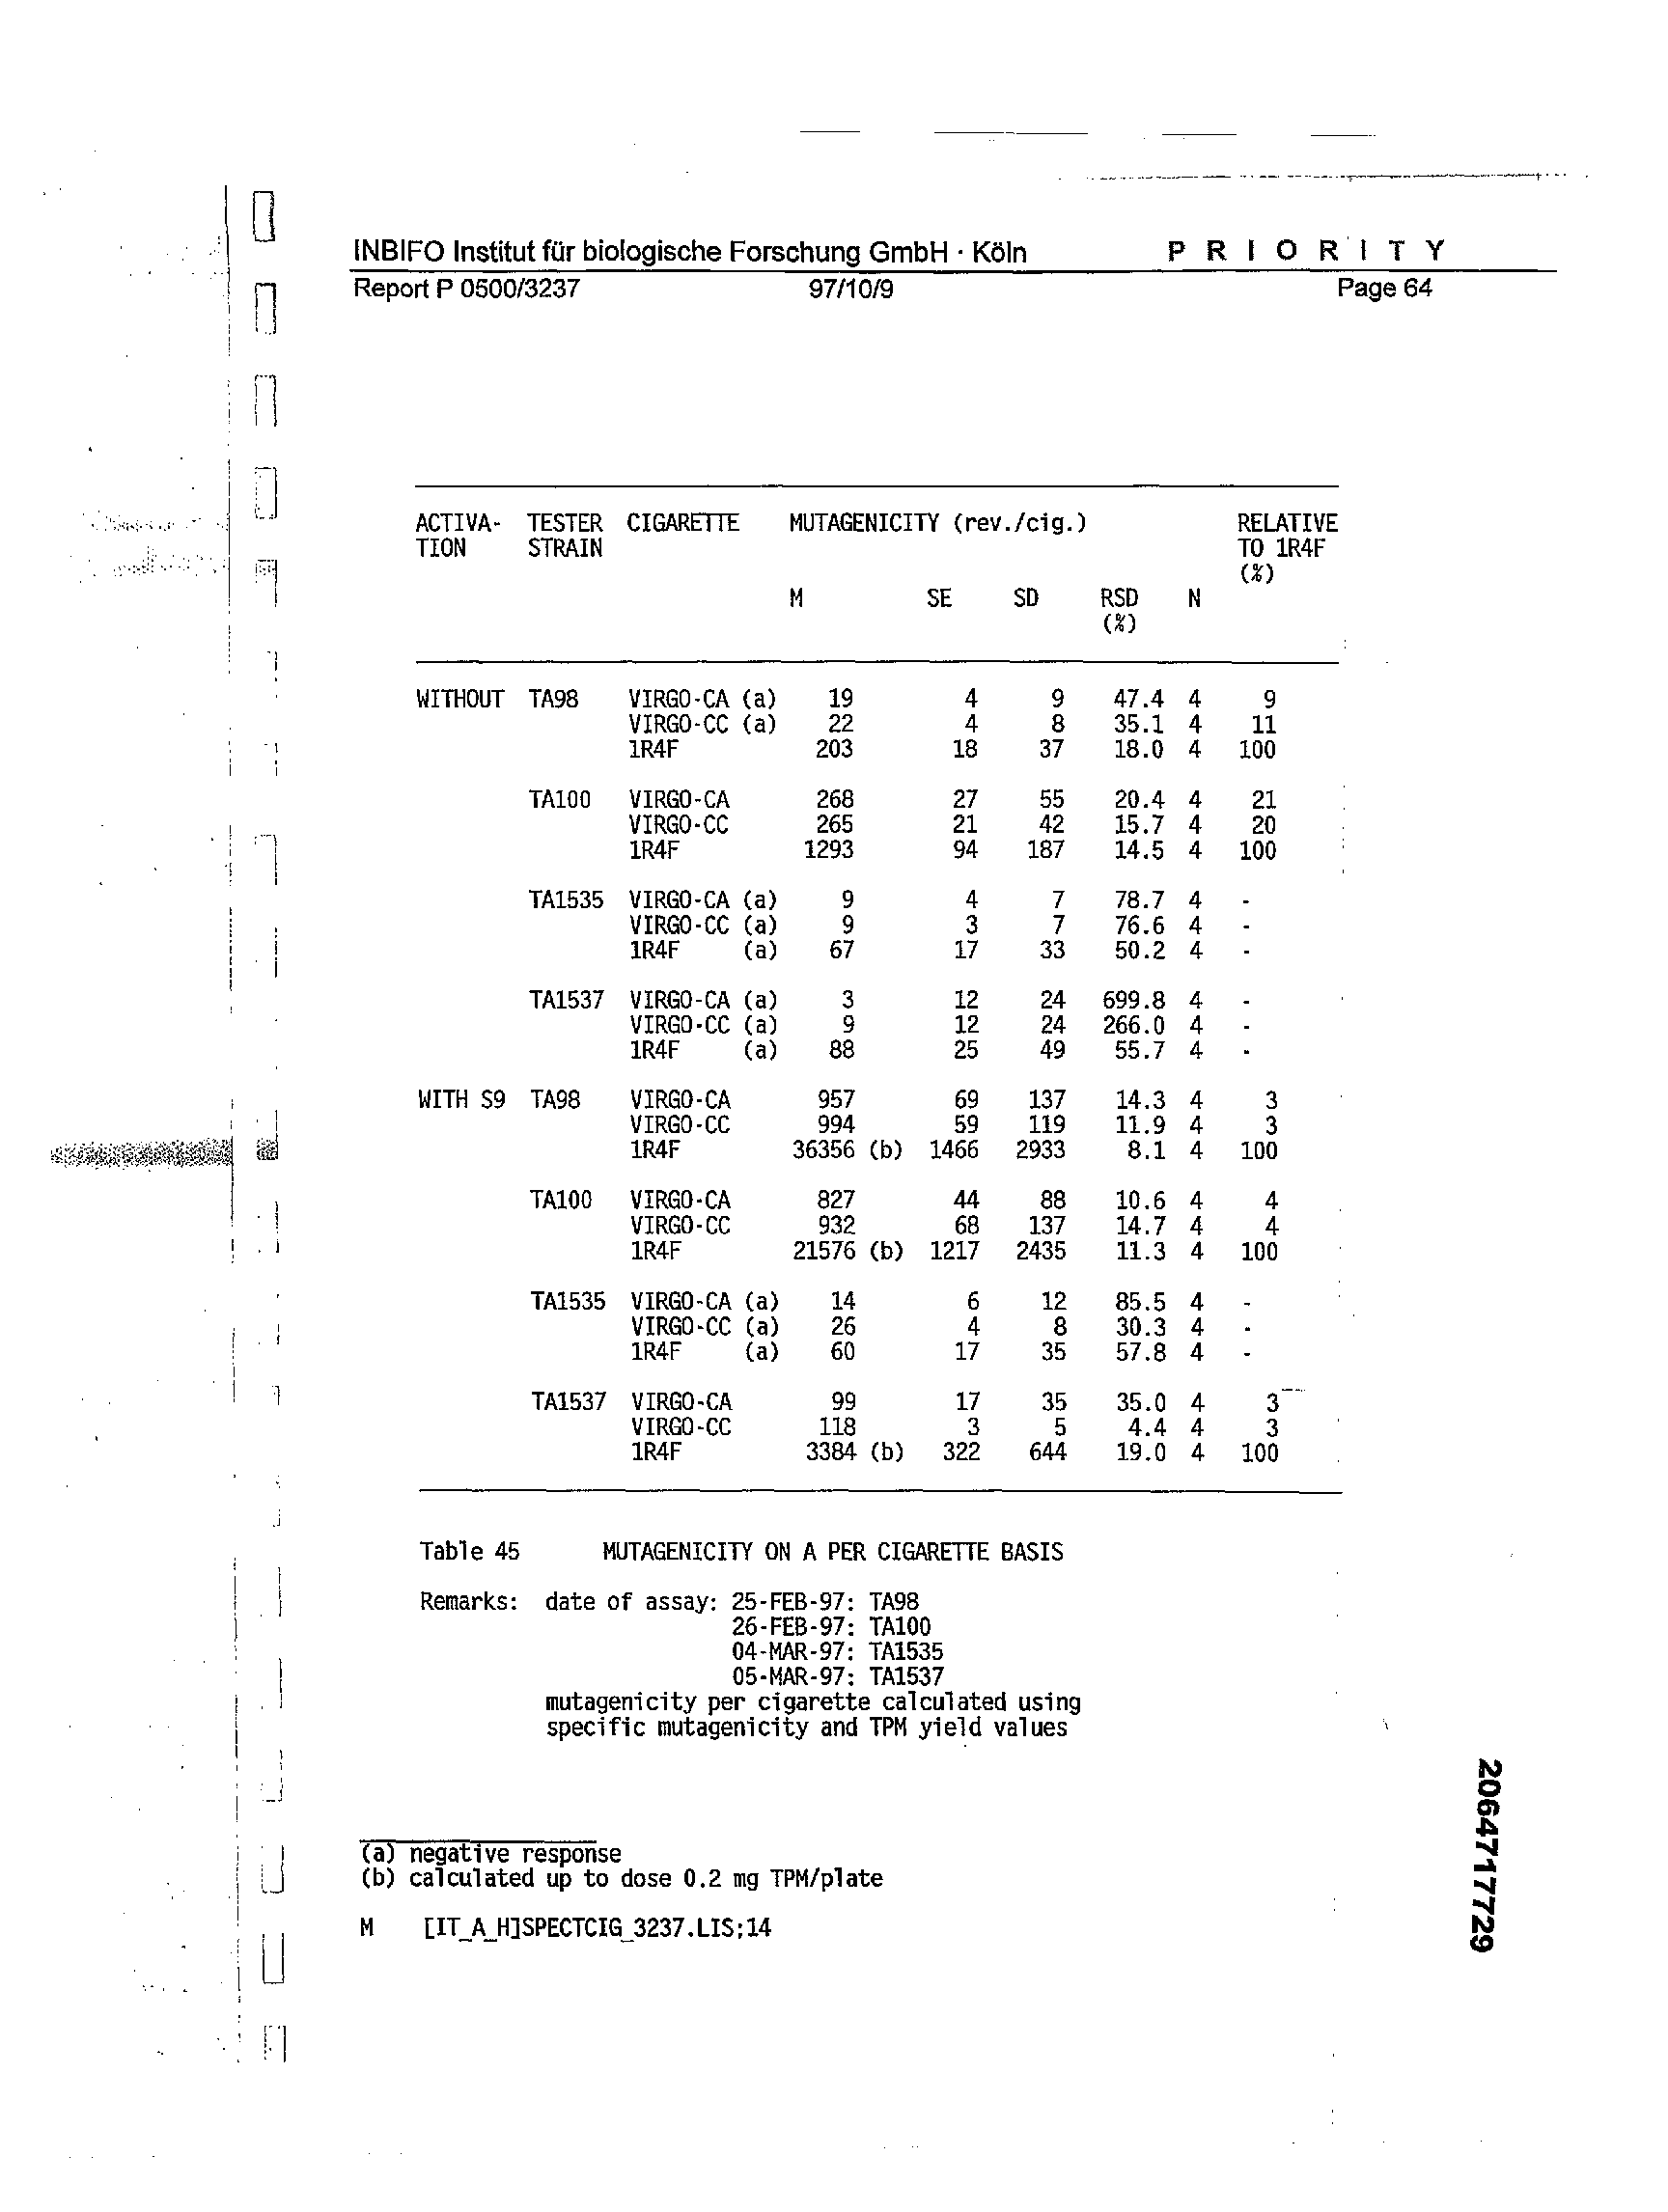 INBIFO Institut für biologische Forschung GmbH · Köln P R I O R I T Y
Report P 0500/3237 97/10/9 Page 64
ACTIVA- TESTER CIGARETTE MUTAGENICITY (rev./cig.) RELATIVE
TION STRAIN TO 1R4F
(%)
M SE SD RSD N
(%)
WITHOUT TA98 VIRGO-CA (a) 19 4 9 47.4 4 9
VIRGO-CC (a) 22 4 8 35.1 4 11
1R4F 203 18 37 18.0 4 100
TA100 VIRGO-CA 268 27 55 20.4 4 21
VIRGO-CC 265 21 42 15.7 4 20
1R4F 1293 94 187 14.5 4 100
TA1535 VIRGO-CA (a) 9 4 7 78.7 4 -
VIRGO-CC (a) 9 3 7 76.6 4 -
1R4F (a) 67 17 33 50.2 4 -
TA1537 VIRGO-CA (a) 3 12 24 699.8 4 -
VIRGO-CC (a) 9 12 24 266.0 4 -
1R4F (a) 88 25 49 55.7 4 -
WITH S9 TA98 VIRGO-CA 957 69 137 14.3 4 3
VIRGO-CC 994 59 119 11.9 4 3
1R4F 36356 (b) 1466 2933 8.1 4 100
TA100 VIRGO-CA 827 44 88 10.6 4 4
VIRGO-CC 932 68 137 14.7 4 4
1R4F 21576 (b) 1217 2435 11.3 4 100
TA1535 VIRGO-CA (a) 14 6 12 85.5 4 -
VIRGO-CC (a) 26 4 8 30.3 4 -
1R4F (a) 60 17 35 57.8 4 -
TA1537 VIRGO-CA 99 17 35 35.0 4 3
VIRGO-CC 118 3 5 4.4 4 3
1R4F 3384 (b) 322 644 19.0 4 100
Table 45 MUTAGENICITY ON A PER CIGARETTE BASIS
Remarks: date of assay: 25-FEB-97: TA98
26-FEB-97: TA100
04-MAR-97: TA1535
05-MAR-97: TA1537
mutagenicity per cigarette calculated using
specific mutagenicity and TPM yield values
(a) negative response
(b) calculated up to dose 0.2 mg TPM/plate
M [IT_A_H]SPECTCIG_3237.LIS;14
2064717729